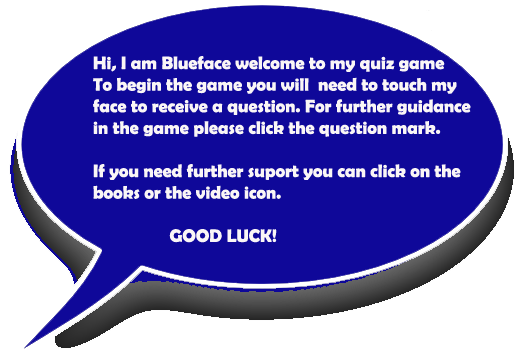 Hi, I am Blueface welcome to my quiz game
To begin the game you will  need to touch my
face to receive a question. For further guidance
in the game please click the question mark.
If you need further suport you can click on the
books or the video icon.
GOOD LUCK!